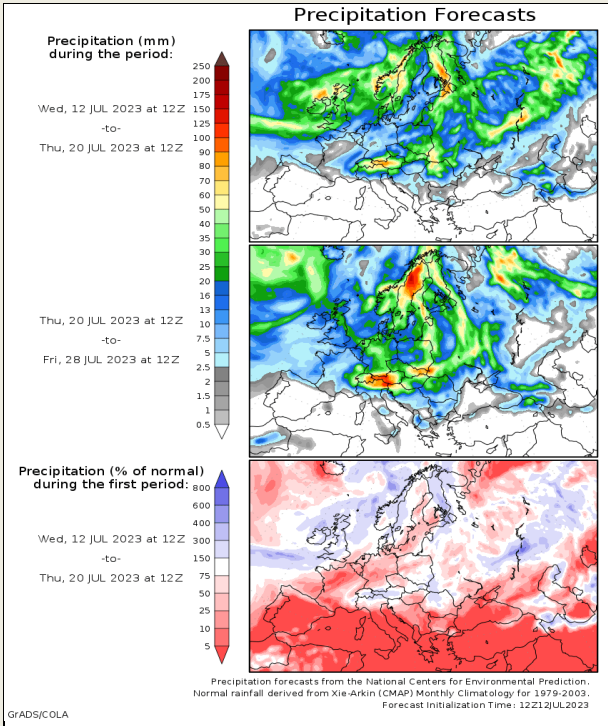 Precipitation Forecasts
Precipitation (mm)
during the period:
250
200
175
150
125
100
90
80
70
60
50
40
35
30
25
20
16
13
10
7.5
5
2.5
2
1.5
1
0.5
Wed, 12 JUL 2023 at 12Z
-to-
Thu, 20 JUL 2023 at 12Z
Thu, 20 JUL 2023 at 12Z
-to-
Fri, 28 JUL 2023 at 12Z
Precipitation (% of normal)
during the first period:
800
600
400
300
150
75
50
25
10
5
Wed, 12 JUL 2023 at 12Z
-to-
Thu, 20 JUL 2023 at 12Z
Precipitation forecasts from the National Centers for Environmental Prediction.
Normal rainfall derived from Xie-Arkin (CMAP) Monthly Climatology for 1979-2003.
Forecast Initialization Time: 12Z12JUL2023
GrADS/COLA